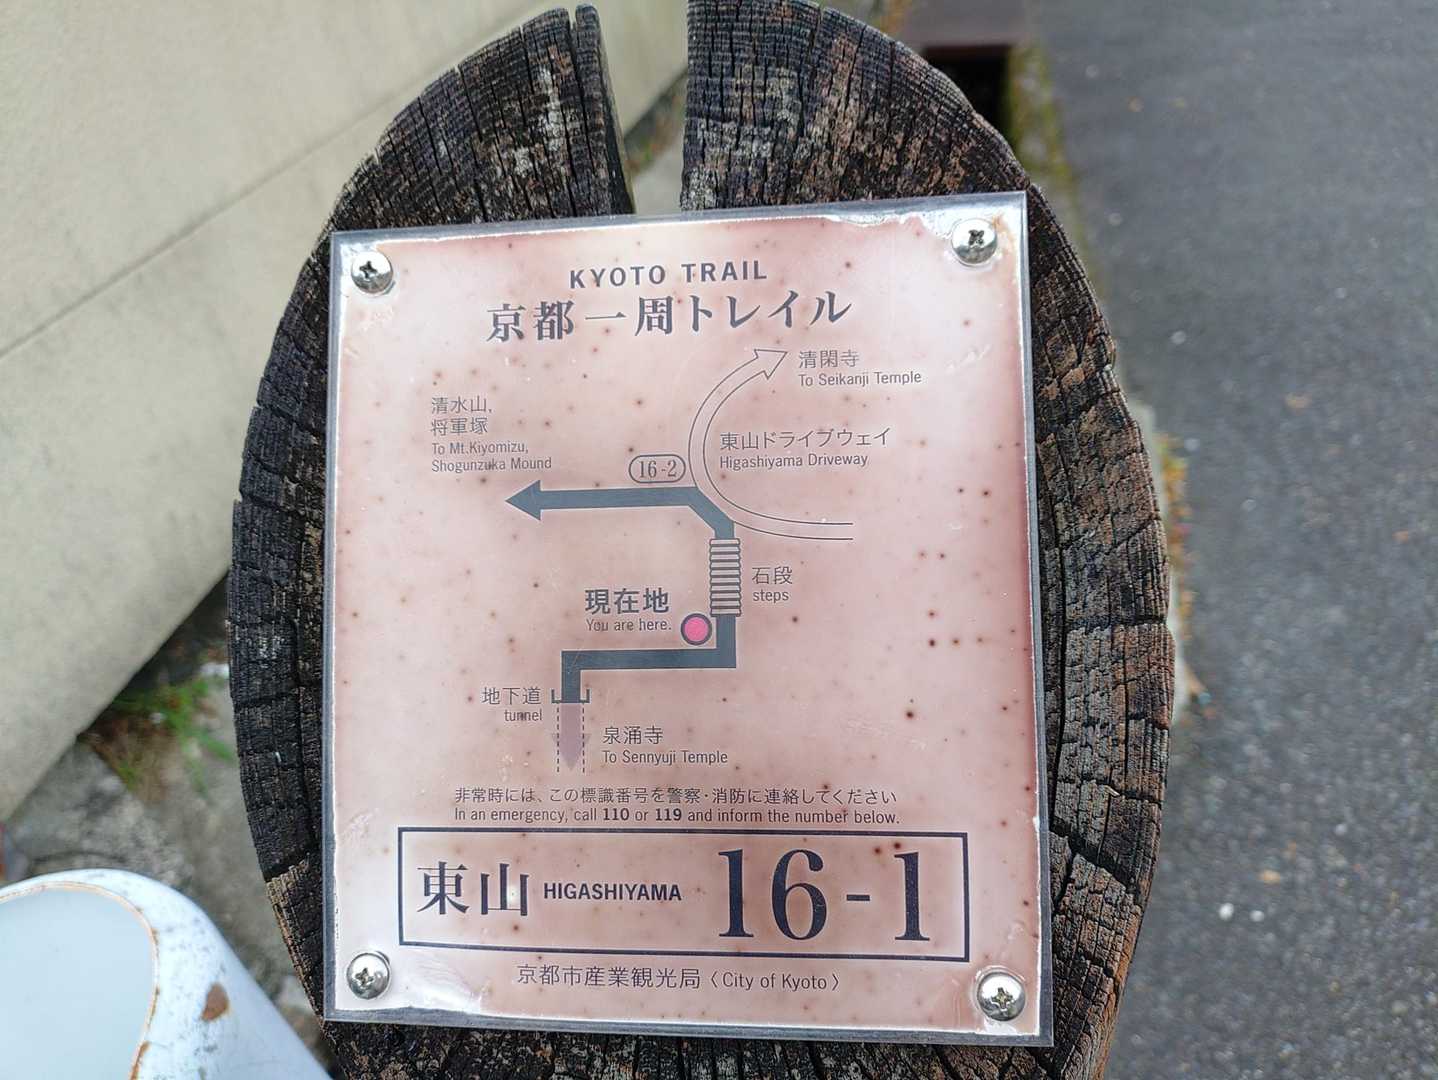 KYOTO TRAIL
京都一周トレイル
清閑寺
To Seikanji Temple
清水山,
将軍塚
To Mt.Kiyomizu,
Shogunzuka Mound
東山ドライブウェイ
Higashiyama Driveway
16-2
石段
steps
現在地
You are here.
地下道
tunnel
泉涌寺
To Sennyuji Temple
非常時には、この標識番号を警察・消防に連絡してください
In an emergency, call 110 or 119 and inform the number below.
東山 HIGASHIYAMA 16-1
京都市産業観光局〈City of Kyoto〉